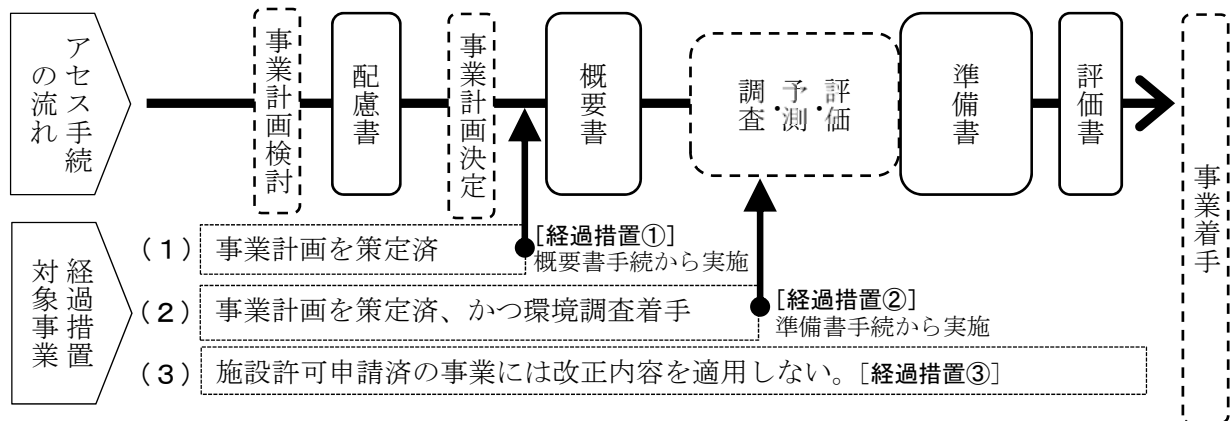 アセス手続
の流れ
事業計画検討
配慮書
事業計画決定
概要書
調査・予測・評価
準備書
評価書
事業着手
経過措置
対象事業
(1) 事業計画を策定済
[経過措置①]
概要書手続から実施
(2) 事業計画を策定済、かつ環境調査着手
[経過措置②]
準備書手続から実施
(3) 施設許可申請済の事業には改正内容を適用しない。[経過措置③]